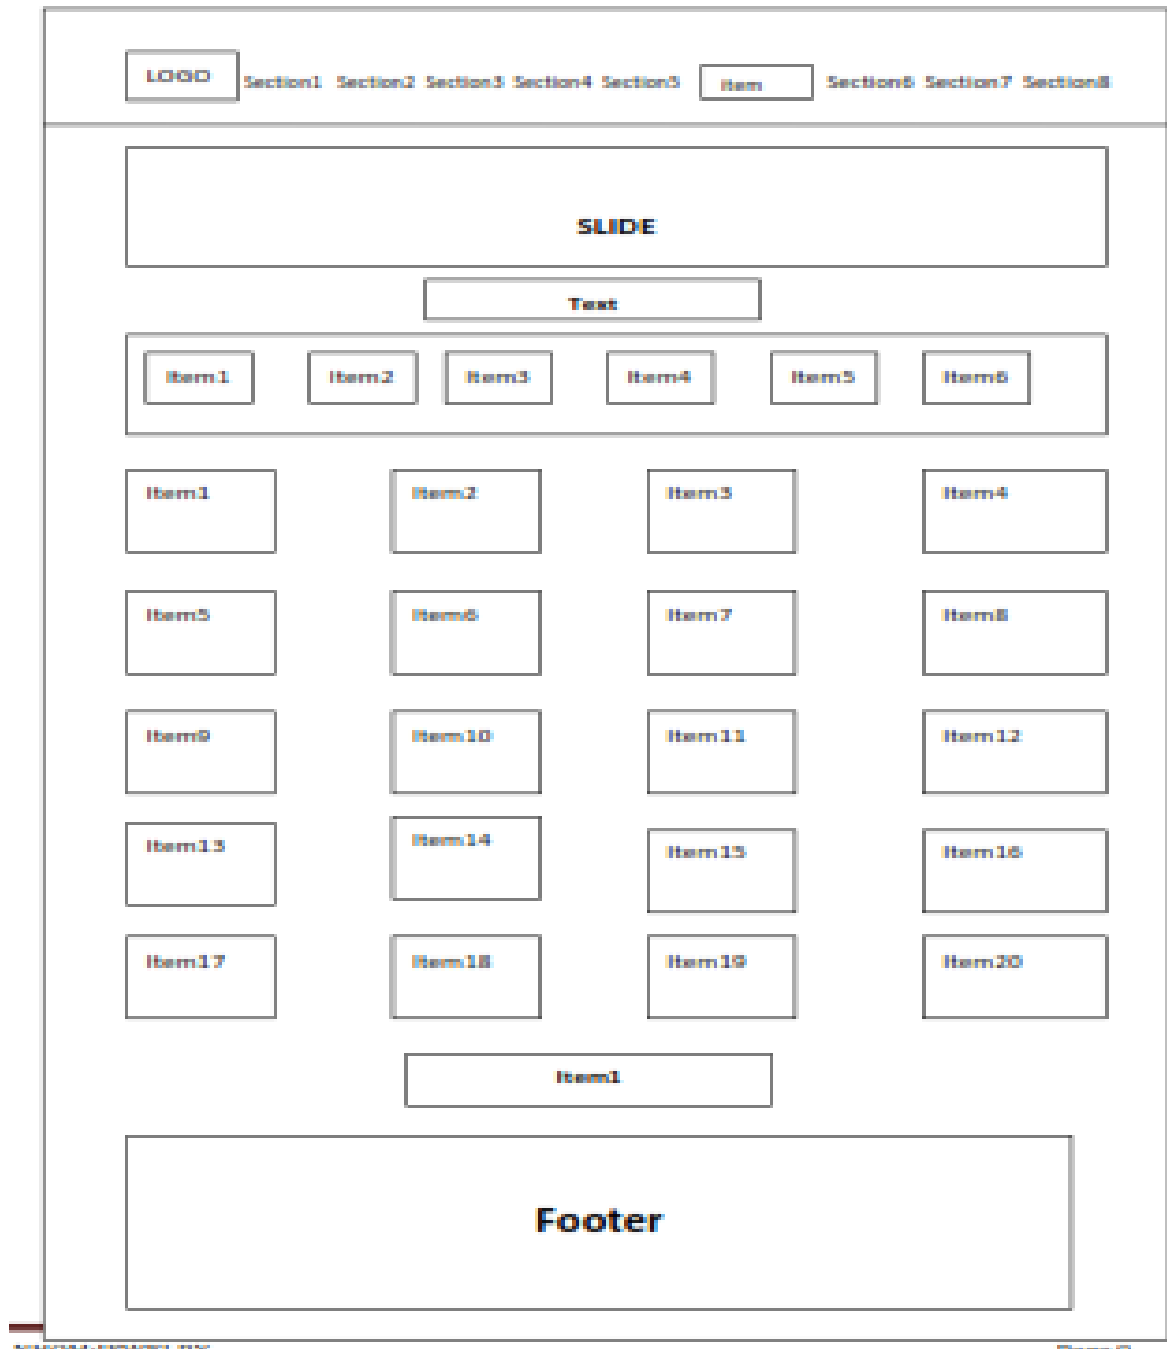 LOGO Section1 Section2 Section3 Section4 Section5 Item Section6 Section7 Section8
SLIDE
Text
Item1 Item2 Item3 Item4 Item5 Item6
Item1 Item2 Item3 Item4
Item5 Item6 Item7 Item8
Item9 Item10 Item11 Item12
Item13 Item14 Item15 Item16
Item17 Item18 Item19 Item20
Item1
Footer